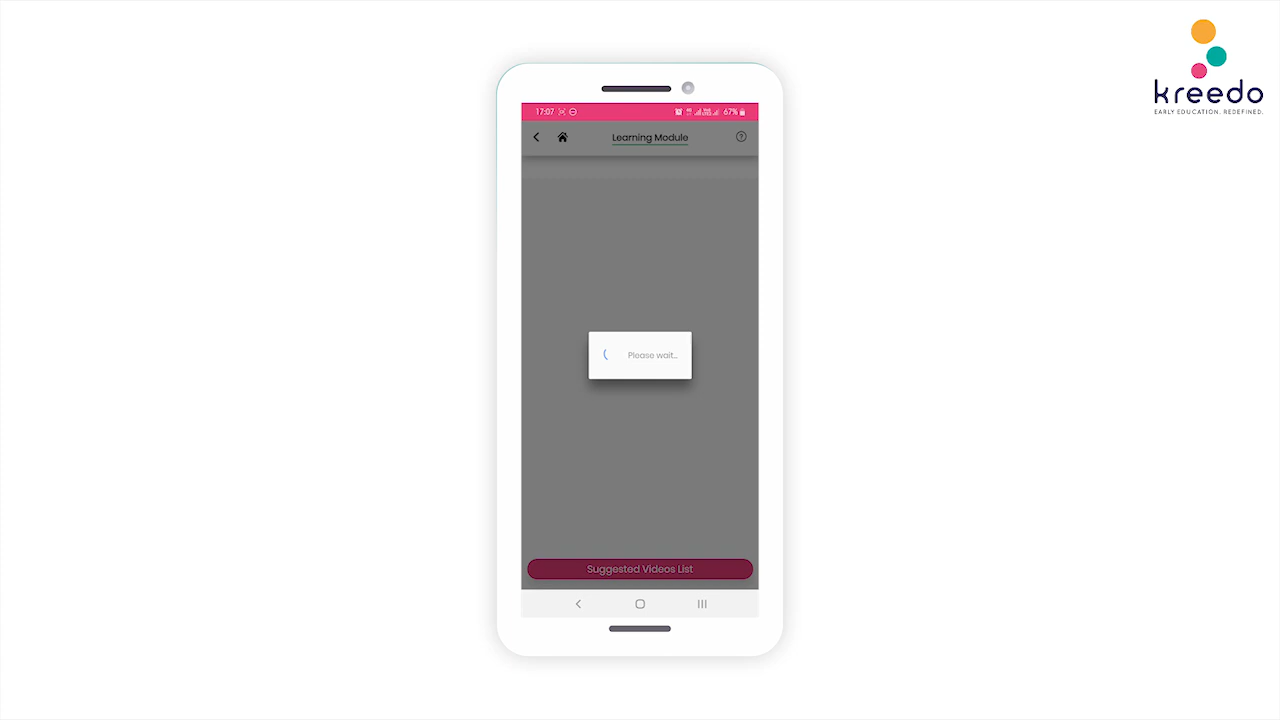 kreedo
EARLY EDUCATION. REDEFINED.
17:07 67%
Learning Module
Please wait...
Suggested Videos List